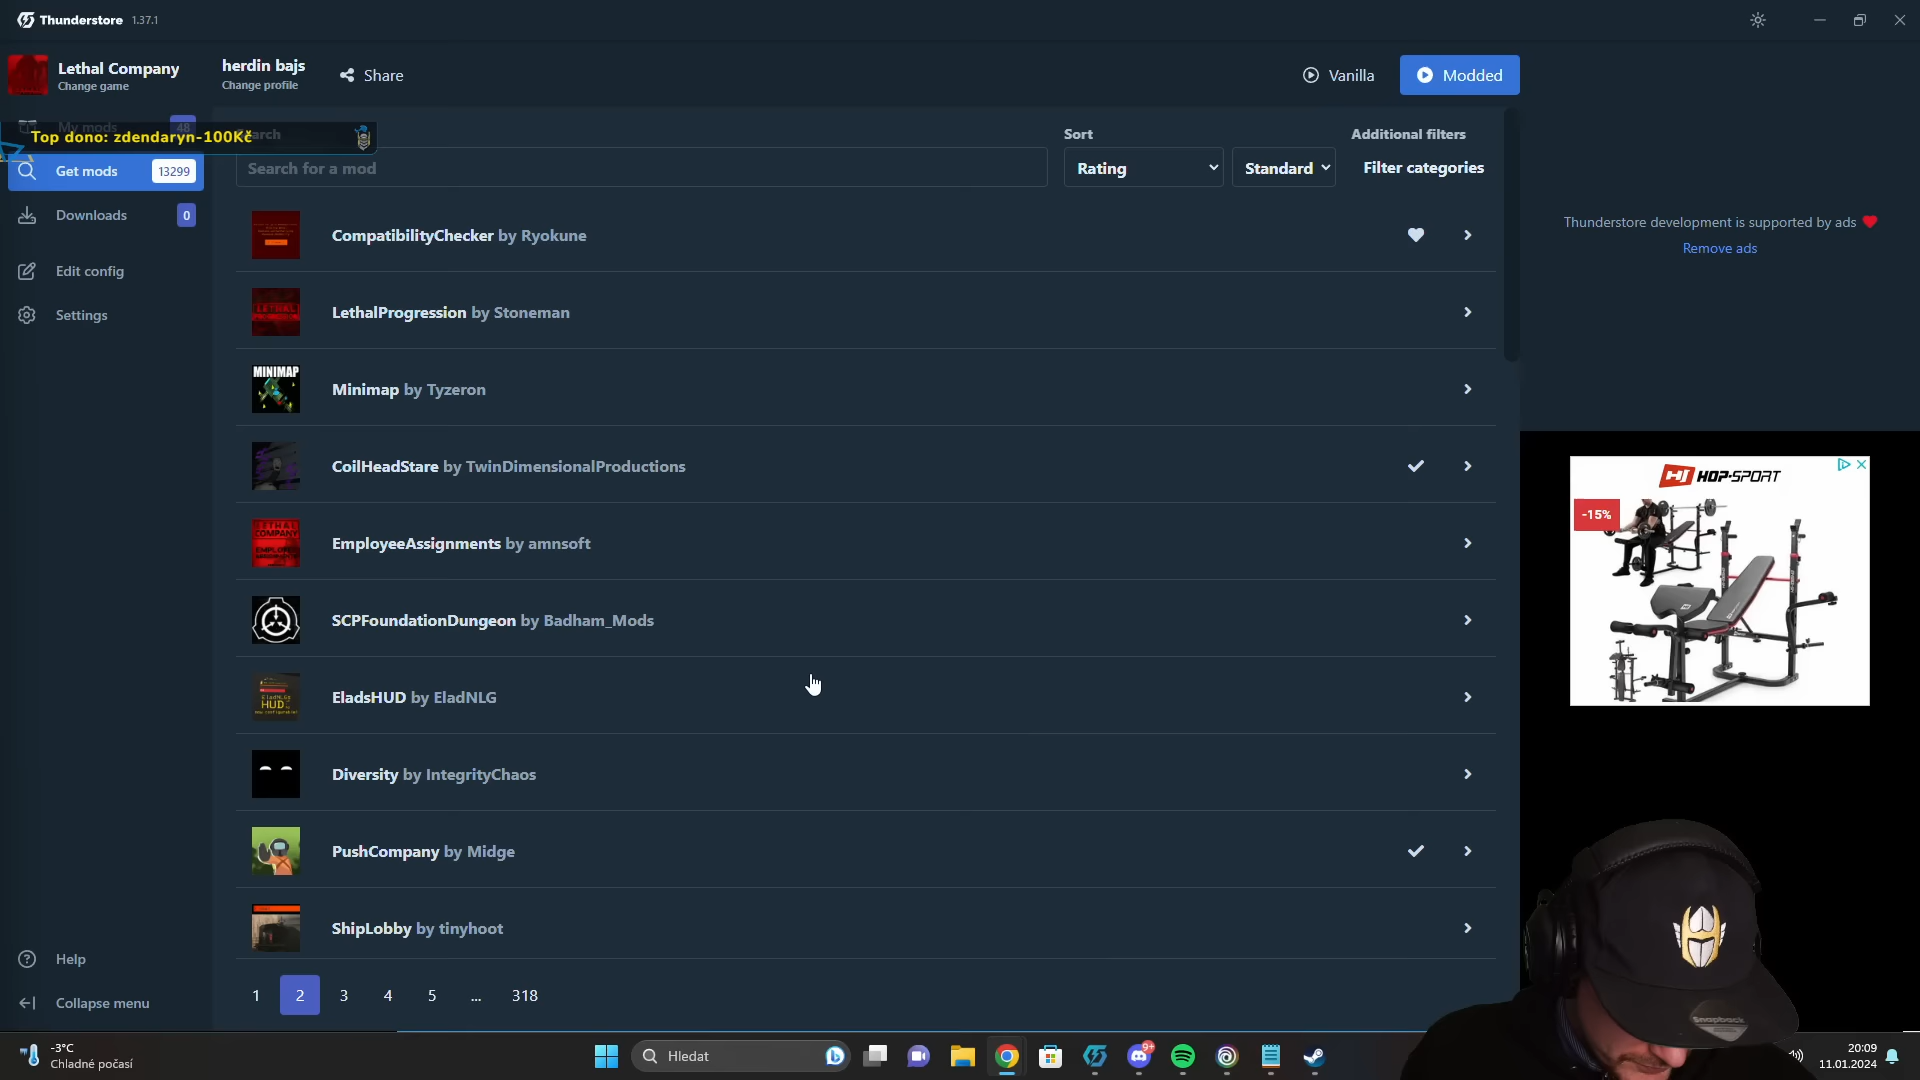 Thunderstore 1.37.1
Lethal Company
Change game
herdin bajs
Change profile
Share
Vanilla
Modded
My mods 48
Top dono: zdendaryn-100Kč
Sort
Additional filters
Get mods 13299
Search for a mod
Rating
Standard
Filter categories
Downloads 0
Edit config
Settings
CompatibilityChecker by Ryokune
LethalProgression by Stoneman
MINIMAP
Minimap by Tyzeron
CoilHeadStare by TwinDimensionalProductions
EmployeeAssignments by amnsoft
SCPFoundationDungeon by Badham_Mods
EladsHUD by EladNLG
Diversity by IntegrityChaos
PushCompany by Midge
ShipLobby by tinyhoot
Thunderstore development is supported by ads
Remove ads
HOP-SPORT
-15%
Help
Collapse menu
1 2 3 4 5 ... 318
-3°C
Chladné počasí
Hledat
9+
20:09
11.01.2024